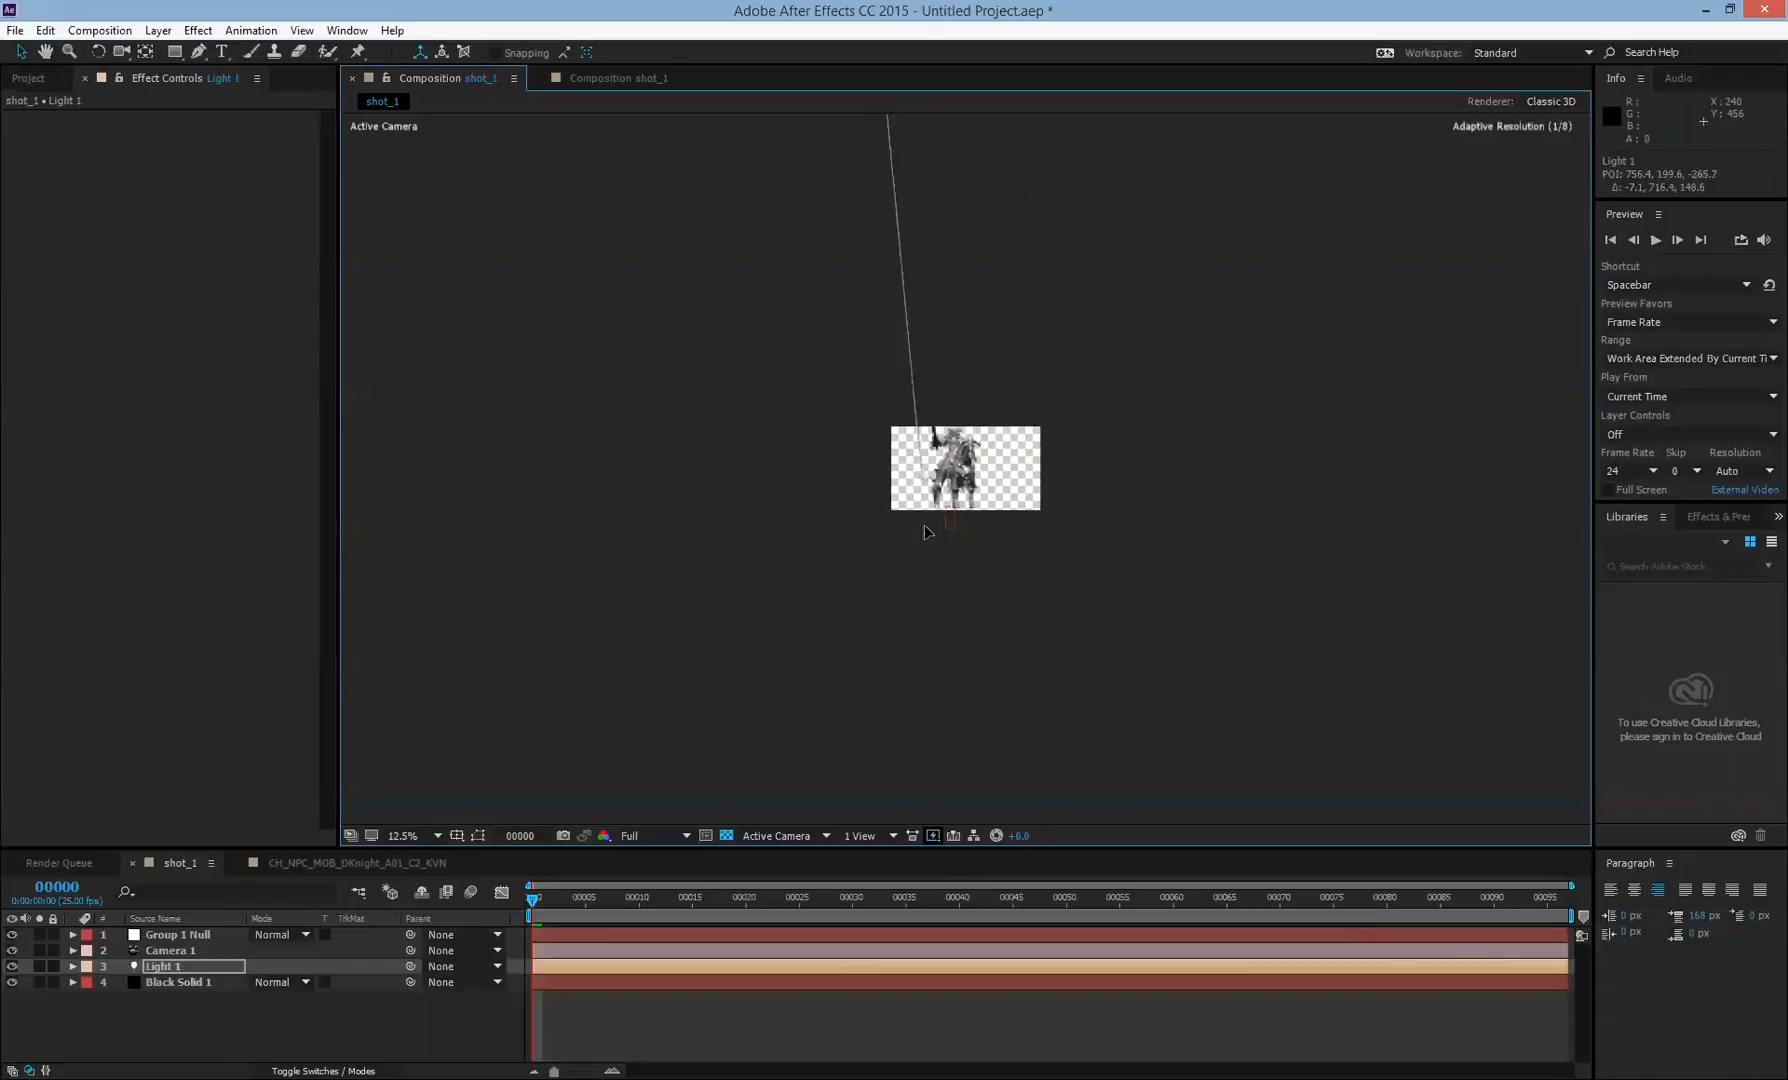 Ae
Adobe After Effects CC 2015 - Untitled Project.aep *
File Edit Composition Layer Effect Animation View Window Help
Snapping
Workspace: Standard
Search Help
Project
Effect Controls Light 1
Composition shot_1
Composition shot_1
Info
Audio
shot_1 • Light 1
shot_1
Renderer: Classic 3D
R :
G :
B :
A : 0
X : 240
Y : 456
Active Camera
Adaptive Resolution (1/8)
Light 1
POI: 756.4, 199.6, -265.7
Δ: -7.1, 716.4, 148.6
Preview
Shortcut
Spacebar
Preview Favors
Frame Rate
Range
Work Area Extended By Current Ti
Play From
Current Time
Layer Controls
Off
Frame Rate Skip Resolution
24 0 Auto
Full Screen External Video
Libraries
Effects & Pre
Search Adobe Stock
To use Creative Cloud Libraries,
please sign in to Creative Cloud
12.5%
00000
Full
Active Camera
1 View
+0.0
Render Queue
shot_1
CH_NPC_MOB_DKnight_A01_C2_KVN
Paragraph
00000
0:00:00:00 (25.00 fps)
00005 00010 00015 00020 00025 00030 00035 00040 00045 00050 00055 00060 00065 00070 00075 00080 00085 00090 00095
# Source Name Mode T TrkMat Parent
1 Group 1 Null Normal None
2 Camera 1 None
3 Light 1 None
4 Black Solid 1 Normal None
0 px 168 px 0 px
0 px 0 px
Toggle Switches / Modes